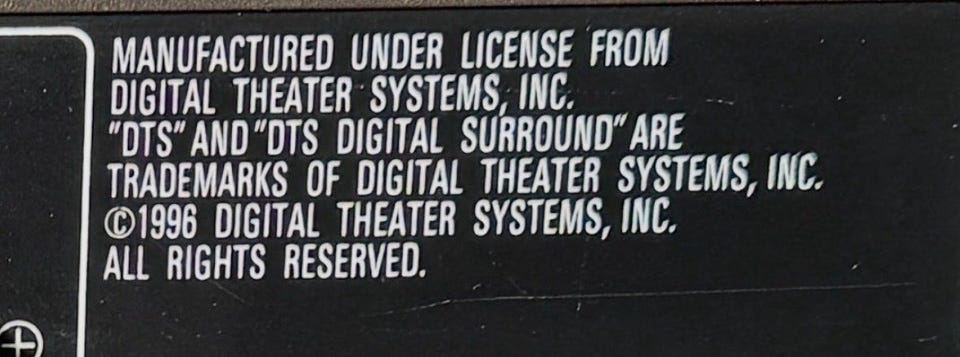 MANUFACTURED UNDER LICENSE FROM
DIGITAL THEATER SYSTEMS, INC.
"DTS" AND "DTS DIGITAL SURROUND" ARE
TRADEMARKS OF DIGITAL THEATER SYSTEMS, INC.
©1996 DIGITAL THEATER SYSTEMS, INC.
ALL RIGHTS RESERVED.